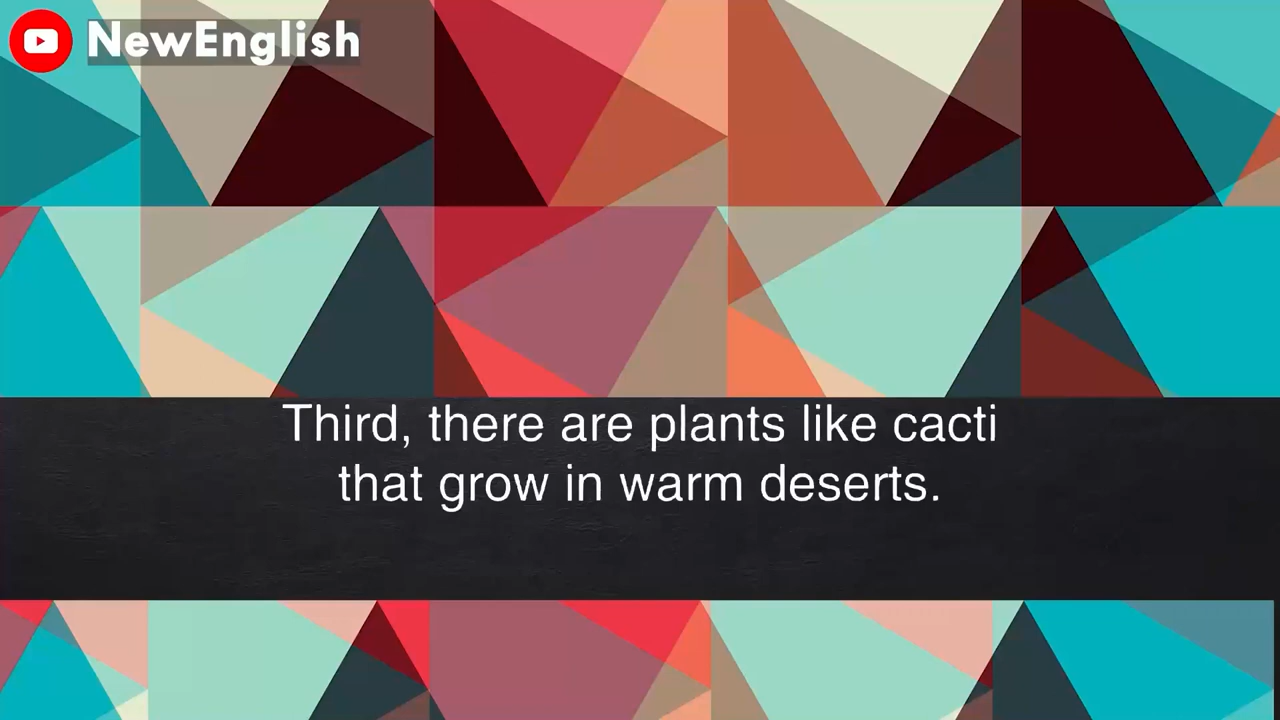 NewEnglish
Third, there are plants like cacti
that grow in warm deserts.